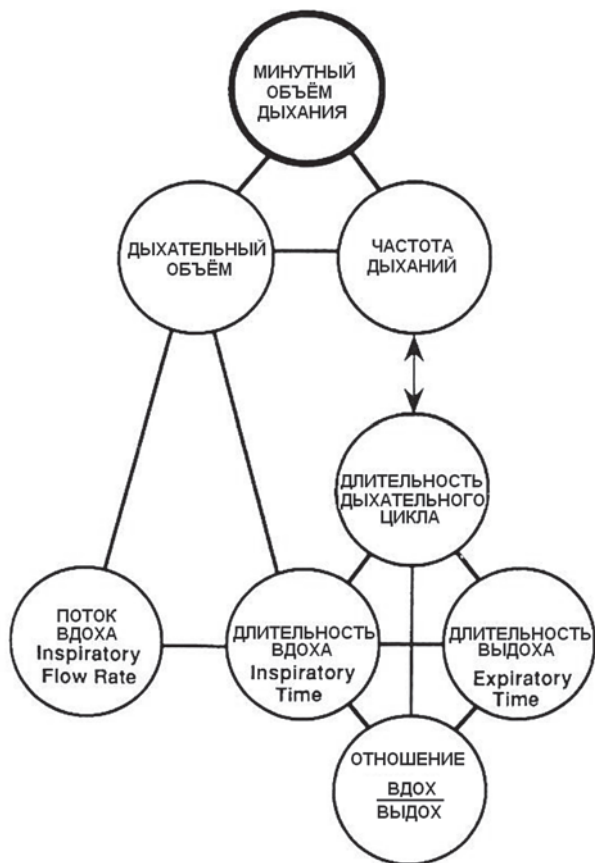 МИНУТНЫЙ
ОБЪЁМ
ДЫХАНИЯ
ДЫХАТЕЛЬНЫЙ
ОБЪЁМ
ЧАСТОТА
ДЫХАНИЙ
ДЛИТЕЛЬНОСТЬ
ДЫХАТЕЛЬНОГО
ЦИКЛА
ПОТОК
ВДОХА
Inspiratory
Flow Rate
ДЛИТЕЛЬНОСТЬ
ВДОХА
Inspiratory
Time
ДЛИТЕЛЬНОСТЬ
ВЫДОХА
Expiratory
Time
ОТНОШЕНИЕ
ВДОХ
ВЫДОХ